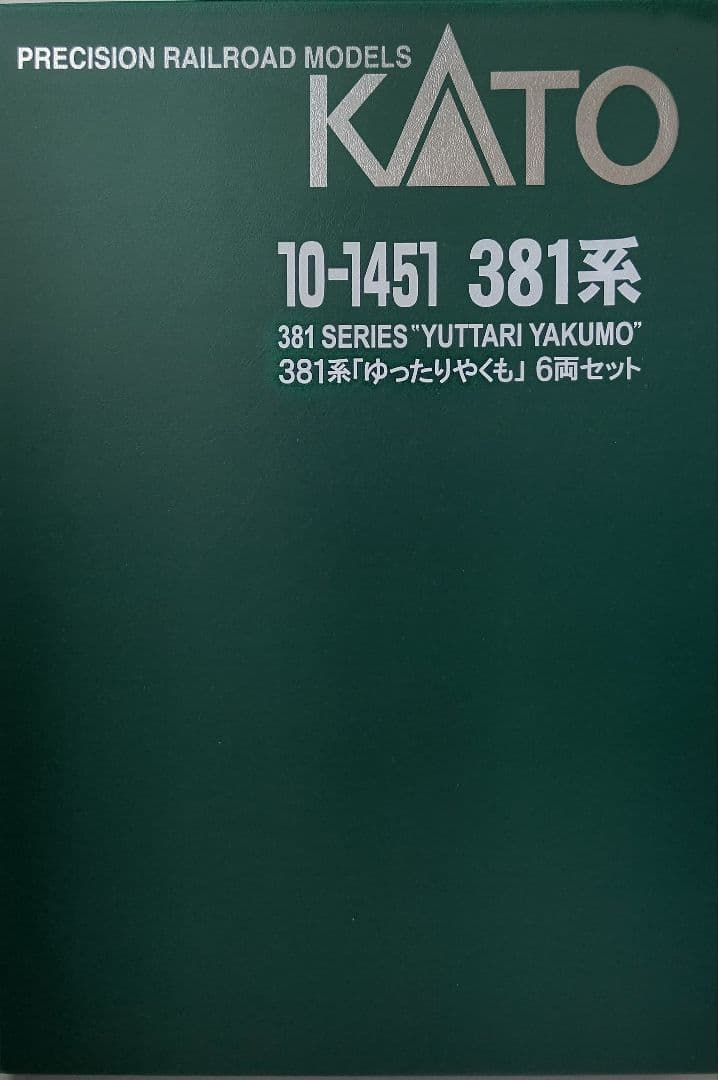 PRECISION RAILROAD MODELS
KATO
10-1451 381系
381 SERIES "YUTTARI YAKUMO"
381系「ゆったりやくも」 6両セット